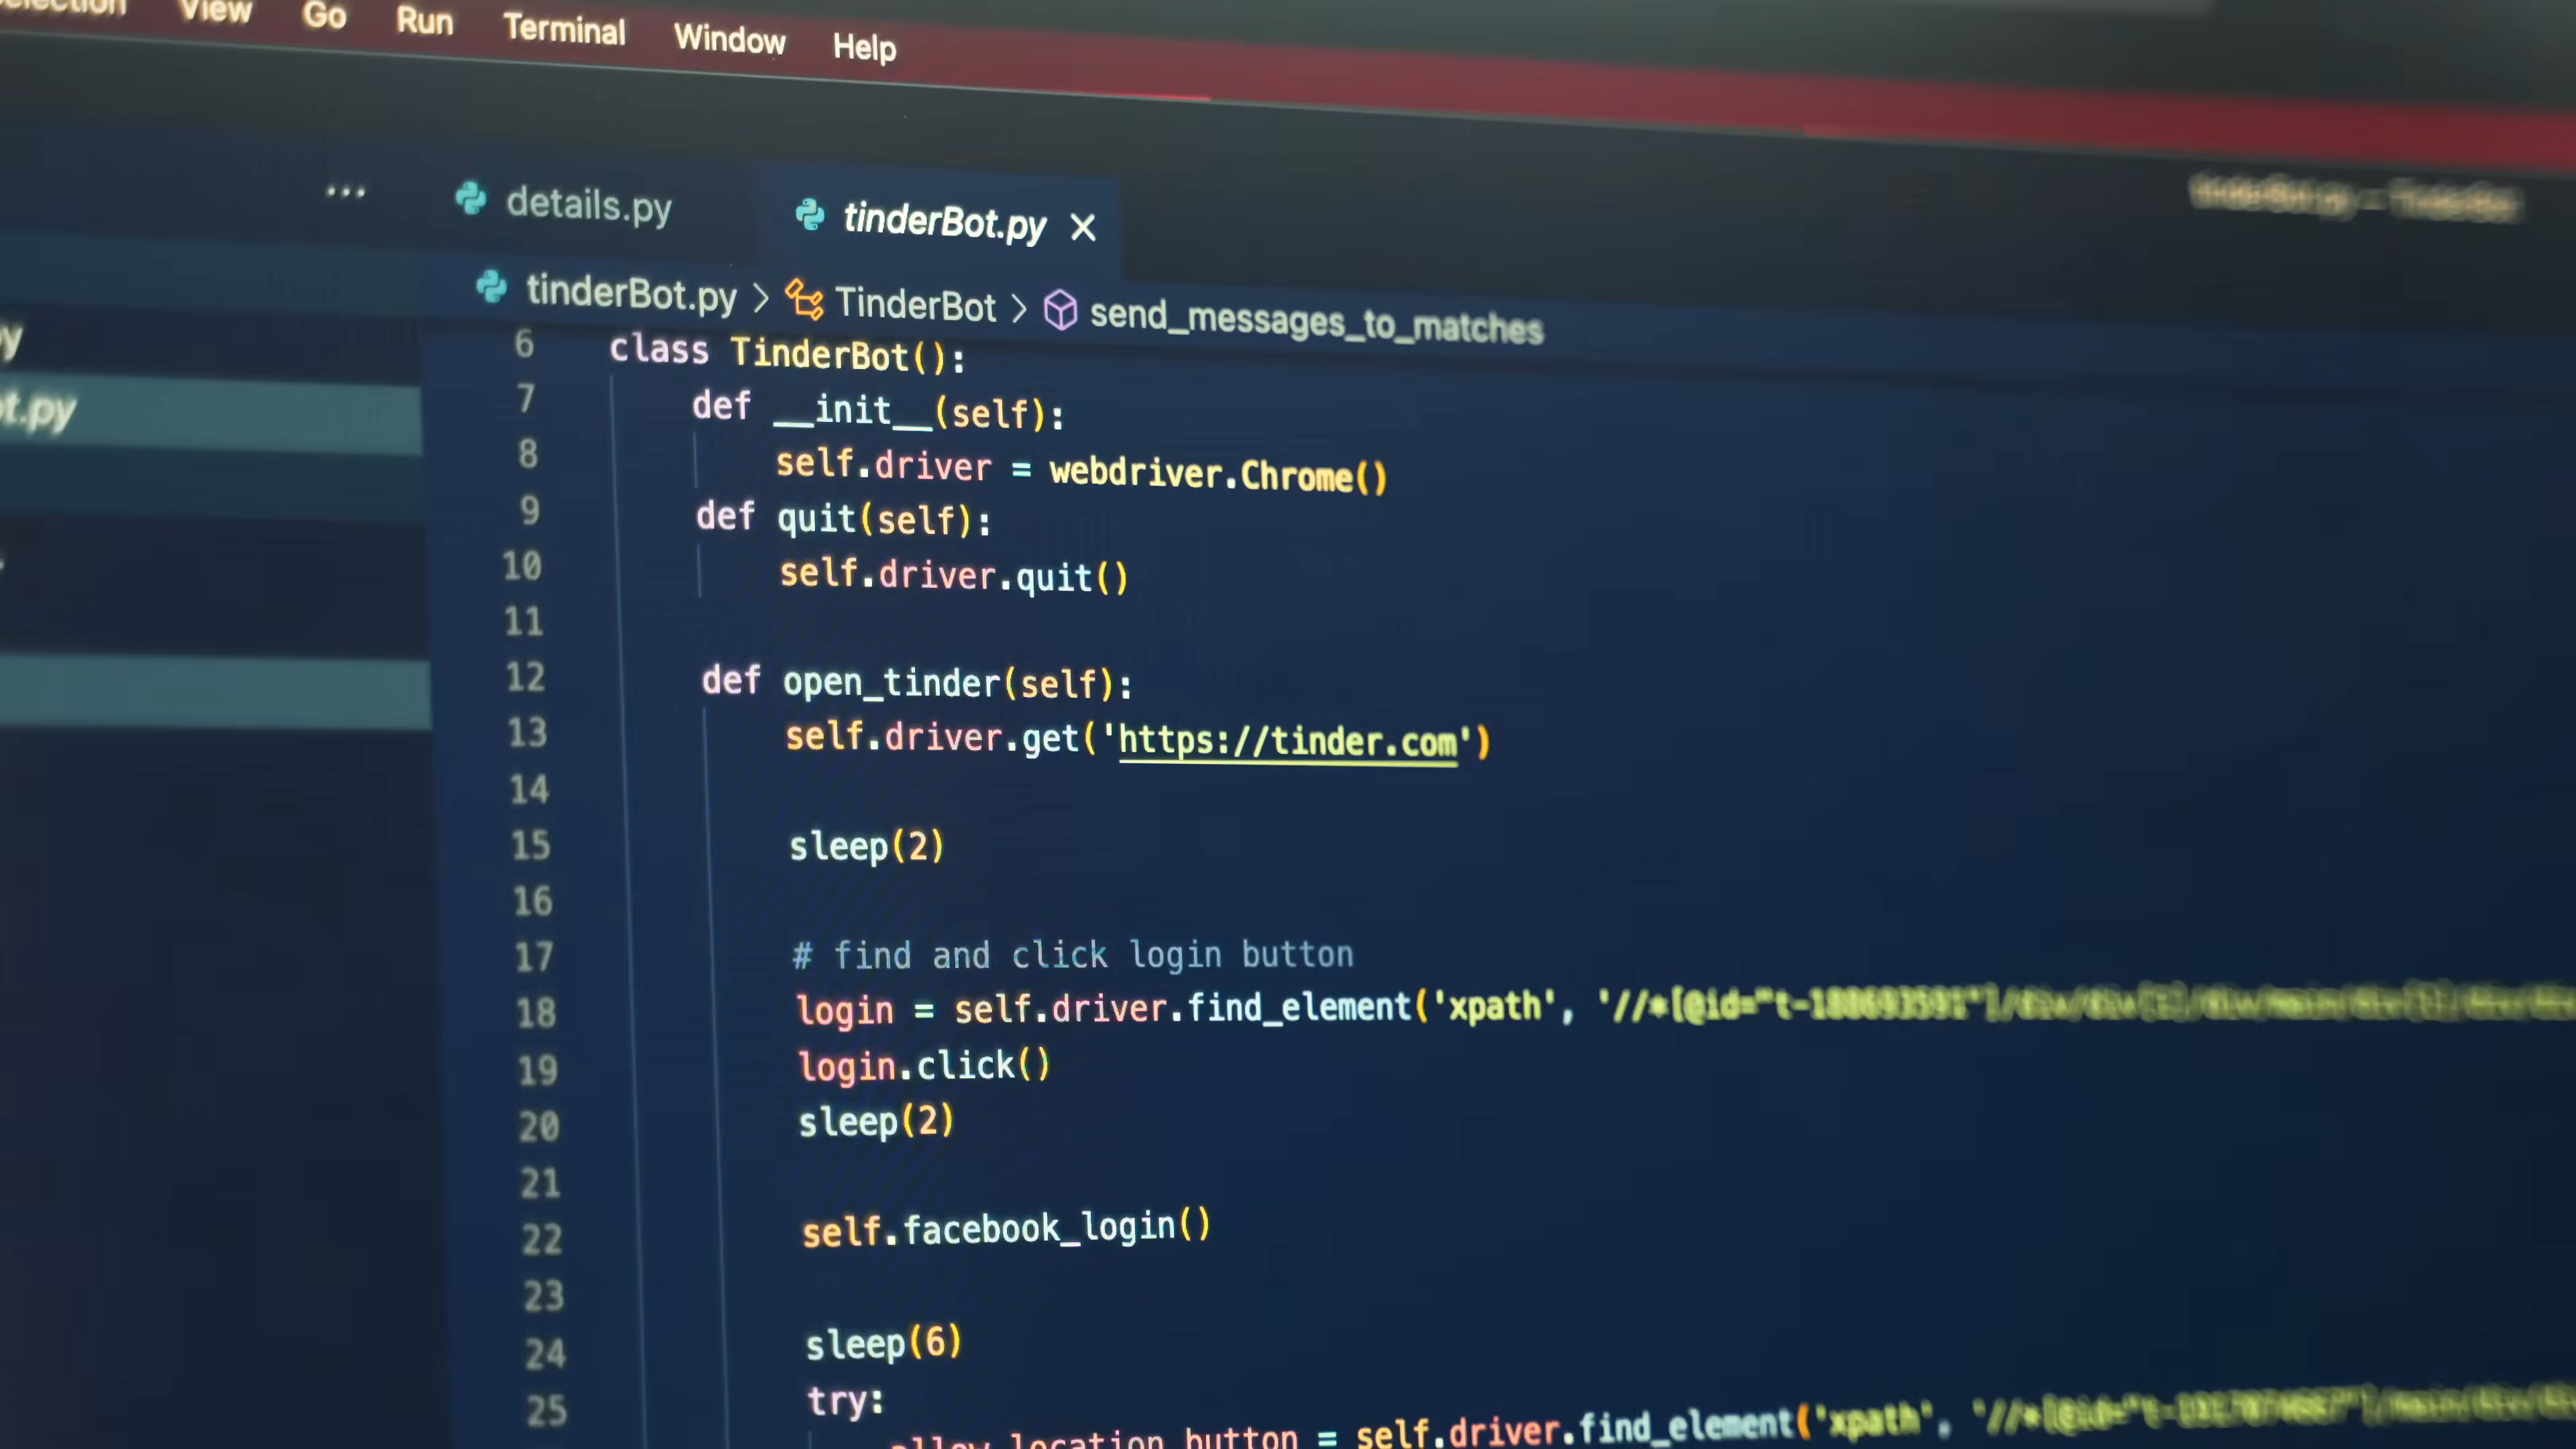 View Go Run Terminal Window Help
... details.py tinderBot.py ×
tinderBot.py > TinderBot > send_messages_to_matches
y
t.py
6 class TinderBot():
7 def __init__(self):
8 self.driver = webdriver.Chrome()
9 def quit(self):
10 self.driver.quit()
11
12 def open_tinder(self):
13 self.driver.get('https://tinder.com')
14
15 sleep(2)
16
17 # find and click login button
18 login = self.driver.find_element('xpath', '//*[@id="t-
19 login.click()
20 sleep(2)
21
22 self.facebook_login()
23
24 sleep(6)
25 try:
location_button = self.driver.find_element('xpath', '//*[@id="t-